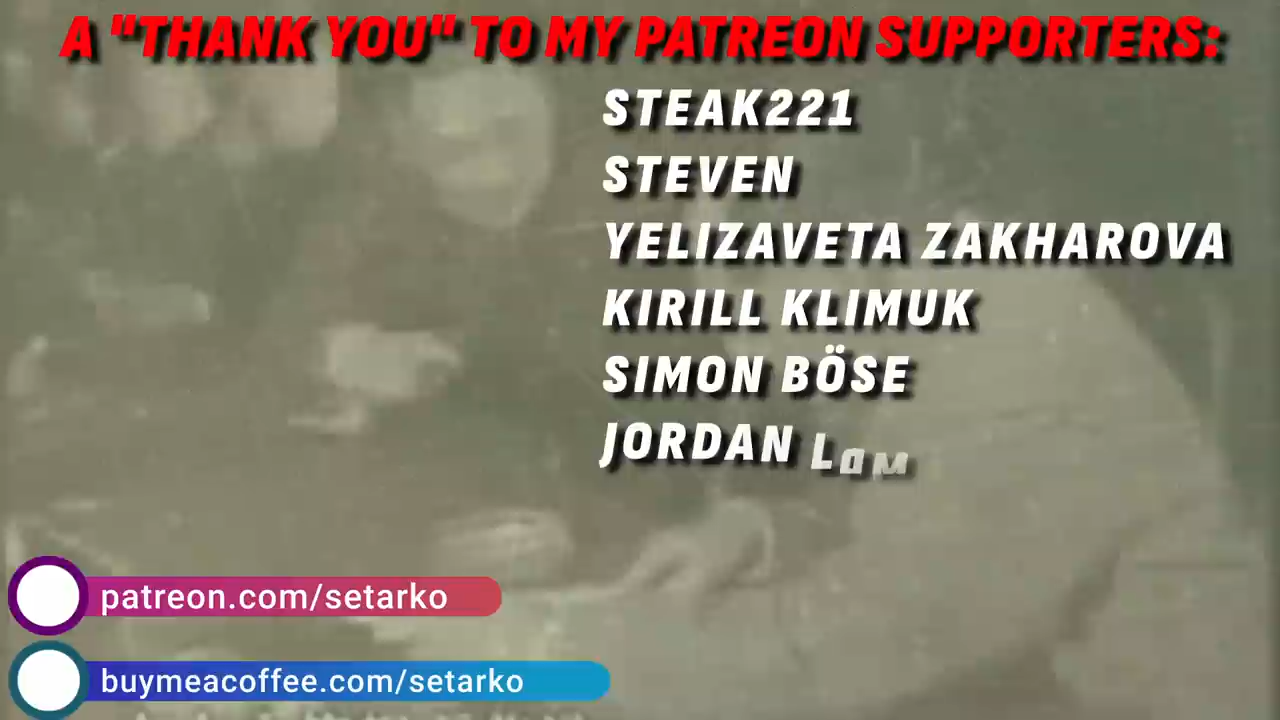 A "THANK YOU" TO MY PATREON SUPPORTERS:
STEAK221
STEVEN
YELIZAVETA ZAKHAROVA
KIRILL KLIMUK
SIMON BÖSE
JORDAN
patreon.com/setarko
buymeacoffee.com/setarko